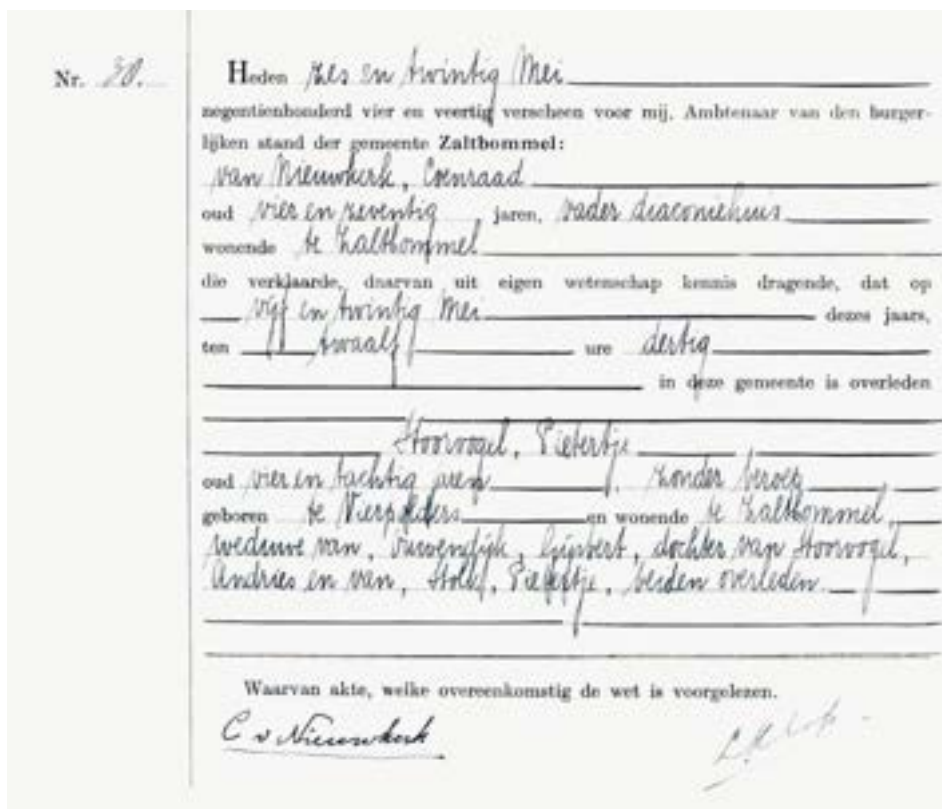 Nr. 30. Heden zes en twintig Mei
negentienhonderd vier en veertig verscheen voor mij, Ambtenaar van den burger-
lijken stand der gemeente Zaltbommel:
van Nieuwkerk, Coenraad
oud vier en zeventig jaren, vader diaconiehuis
wonende te Zaltbommel
die verklaarde, daarvan uit eigen wetenschap kennis dragende, dat op
vijf en twintig Mei dezes jaars,
ten twaalf ure dertig
in deze gemeente is overleden
Hoorvogel, Pietertje
oud vier en tachtig jaren, zonder beroep
geboren te Vierpolders en wonende te Zaltbommel,
weduwe van, Gijsbert, dochter van Hoorvogel,
Andries en van, Pietertje, beiden overleden.
Waarvan akte, welke overeenkomstig de wet is voorgelezen.
C v Nieuwkerk